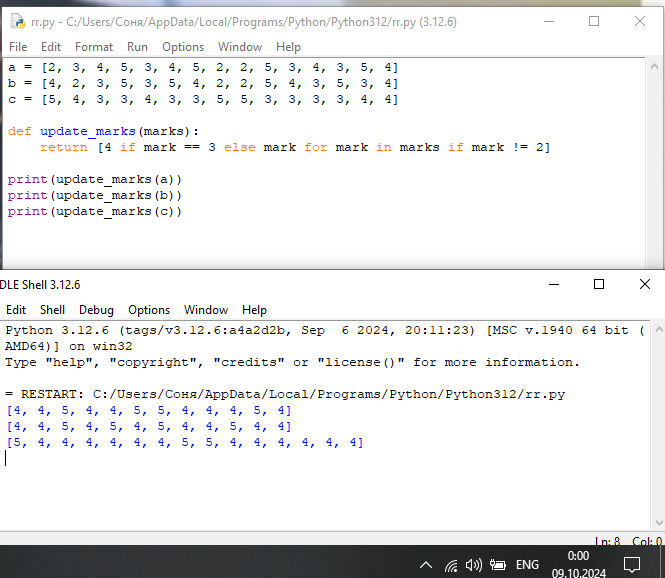 rr.py - C:/Users/Соня/AppData/Local/Programs/Python/Python312/rr.py (3.12.6)
File Edit Format Run Options Window Help
a = [2, 3, 4, 5, 3, 4, 5, 2, 2, 5, 3, 4, 3, 5, 4]
b = [4, 2, 3, 5, 3, 5, 4, 2, 2, 5, 4, 3, 5, 3, 4]
c = [5, 4, 3, 3, 4, 3, 3, 5, 5, 3, 3, 3, 3, 4, 4]
def update_marks(marks):
    return [4 if mark == 3 else mark for mark in marks if mark != 2]
print(update_marks(a))
print(update_marks(b))
print(update_marks(c))
DLE Shell 3.12.6
Edit Shell Debug Options Window Help
Python 3.12.6 (tags/v3.12.6:a4a2d2b, Sep  6 2024, 20:11:23) [MSC v.1940 64 bit (
AMD64)] on win32
Type "help", "copyright", "credits" or "license()" for more information.
= RESTART: C:/Users/Соня/AppData/Local/Programs/Python/Python312/rr.py
[4, 4, 5, 4, 4, 5, 5, 4, 4, 4, 5, 4]
[4, 4, 5, 4, 5, 4, 5, 4, 4, 5, 4, 4]
[5, 4, 4, 4, 4, 4, 4, 5, 5, 4, 4, 4, 4, 4, 4]
Ln: 8 Col: 0
ENG
0:00
09.10.2024